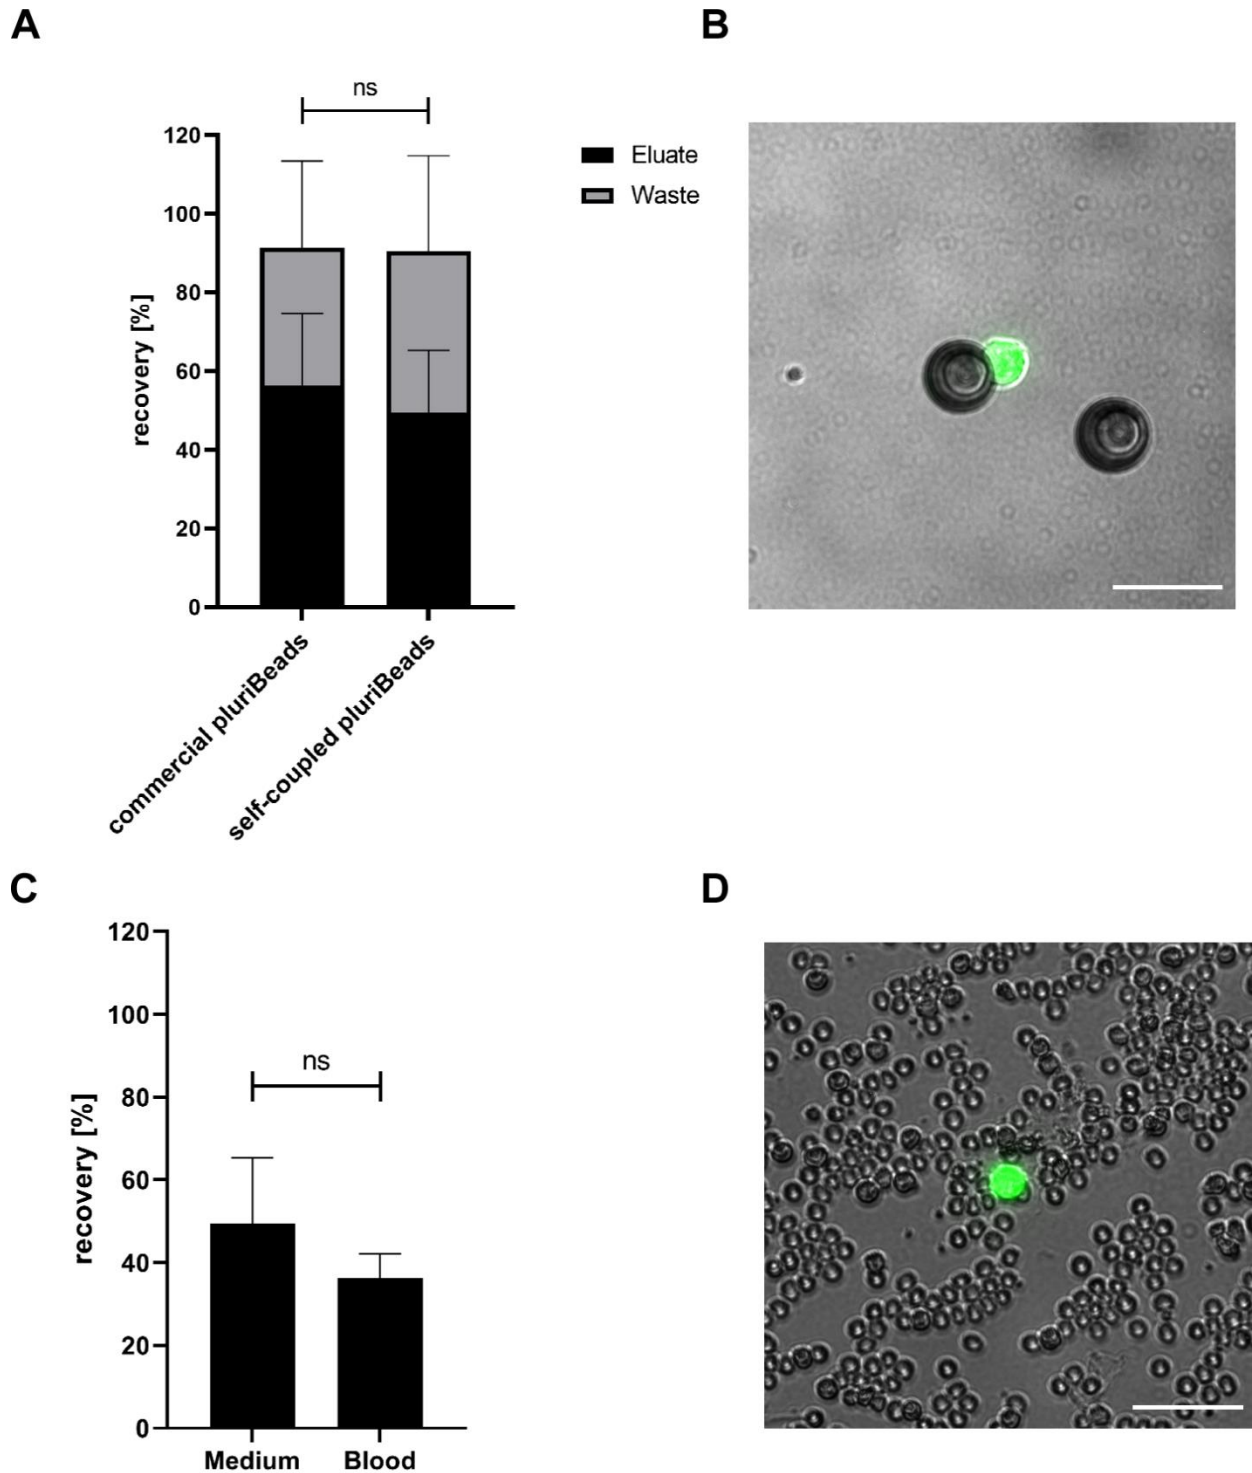 A
B
ns
Eluate
Waste
120
100
80
60
40
20
0
recovery [%]
commercial pluriBeads
self-coupled pluriBeads
C
D
ns
120
100
80
60
40
20
0
recovery [%]
Medium
Blood